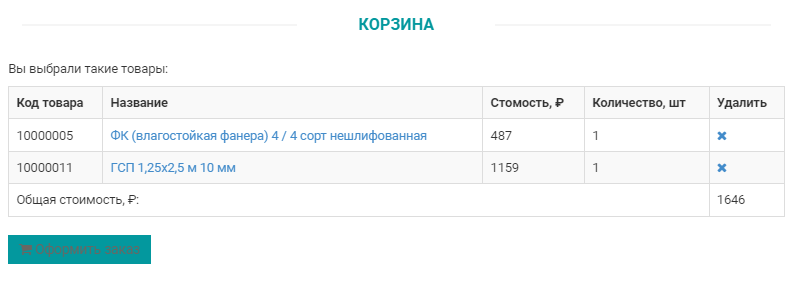 КОРЗИНА
Вы выбрали такие товары:
Код товара Название Стомость, ₽ Количество, шт Удалить
10000005 ФК (влагостойкая фанера) 4 / 4 сорт нешлифованная 487 1
10000011 ГСП 1,25х2,5 м 10 мм 1159 1
Общая стоимость, ₽: 1646
Оформить заказ